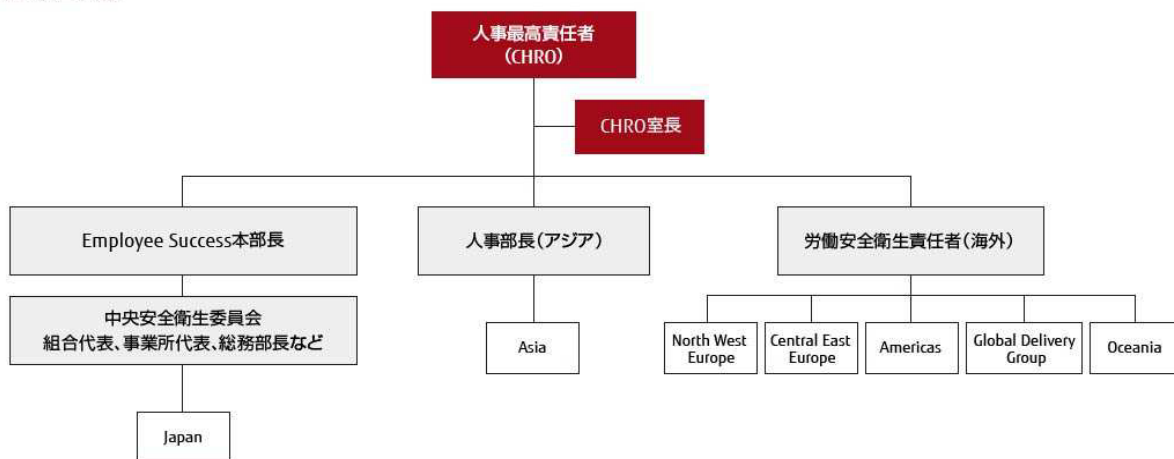 人事最高責任者
(CHRO)
CHRO室長
Employee Success本部長
人事部長(アジア)
労働安全衛生責任者(海外)
中央安全衛生委員会
組合代表、事業所代表、総務部長など
Asia
North West
Europe
Central East
Europe
Americas
Global Delivery
Group
Oceania
Japan